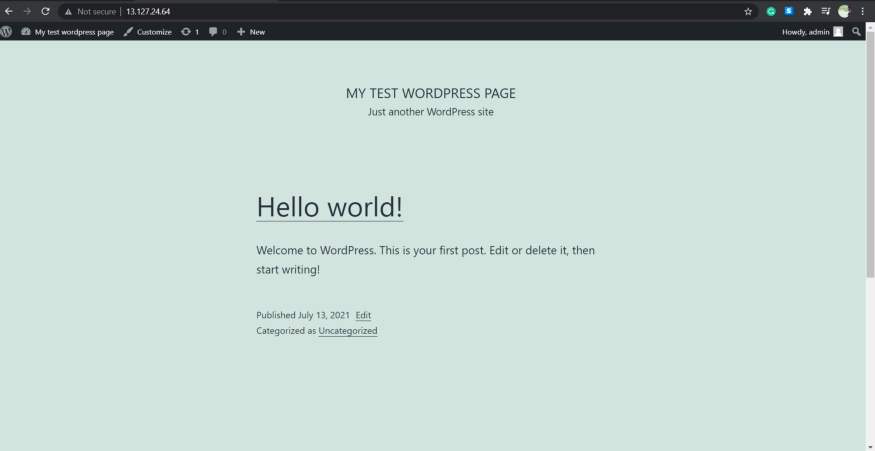 Not secure | 13.127.24.64
My test wordpress page Customize 1 0 New Howdy, admin
MY TEST WORDPRESS PAGE
Just another WordPress site
Hello world!
Welcome to WordPress. This is your first post. Edit or delete it, then
start writing!
Published July 13, 2021 Edit
Categorized as Uncategorized